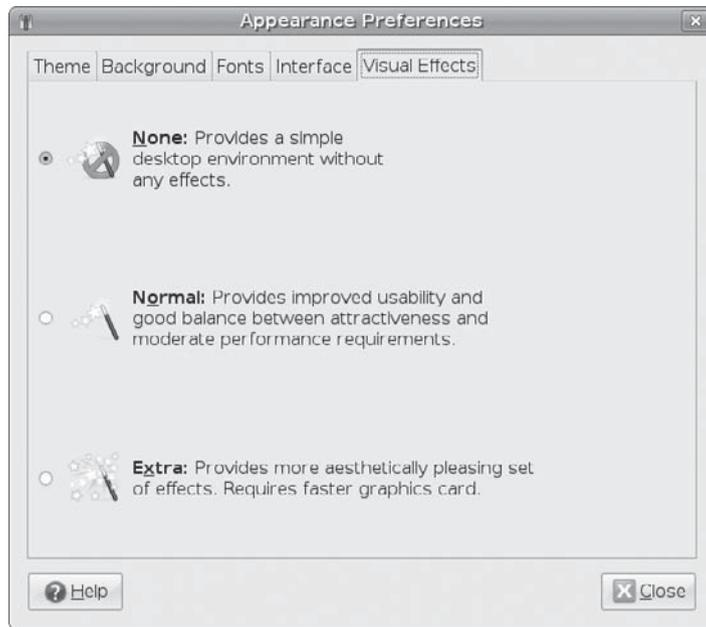 Appearance Preferences
Theme
Background
Fonts
Interface
Visual Effects
None: Provides a simple
desktop environment without
any effects.
Normal: Provides improved usability and
good balance between attractiveness and
moderate performance requirements.
Extra: Provides more aesthetically pleasing set
of effects. Requires faster graphics card.
Help
Close